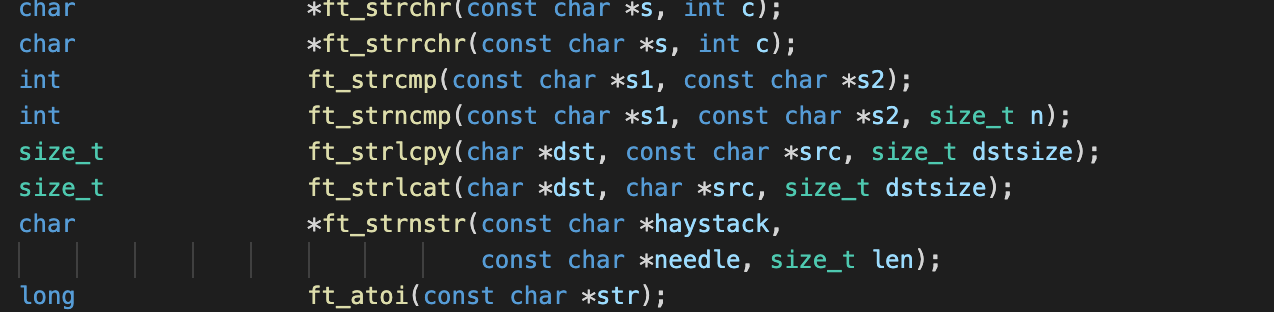 char *ft_strchr(const char *s, int c);
char *ft_strrchr(const char *s, int c);
int ft_strcmp(const char *s1, const char *s2);
int ft_strncmp(const char *s1, const char *s2, size_t n);
size_t ft_strlcpy(char *dst, const char *src, size_t dstsize);
size_t ft_strlcat(char *dst, char *src, size_t dstsize);
char *ft_strnstr(const char *haystack,
const char *needle, size_t len);
long ft_atoi(const char *str);